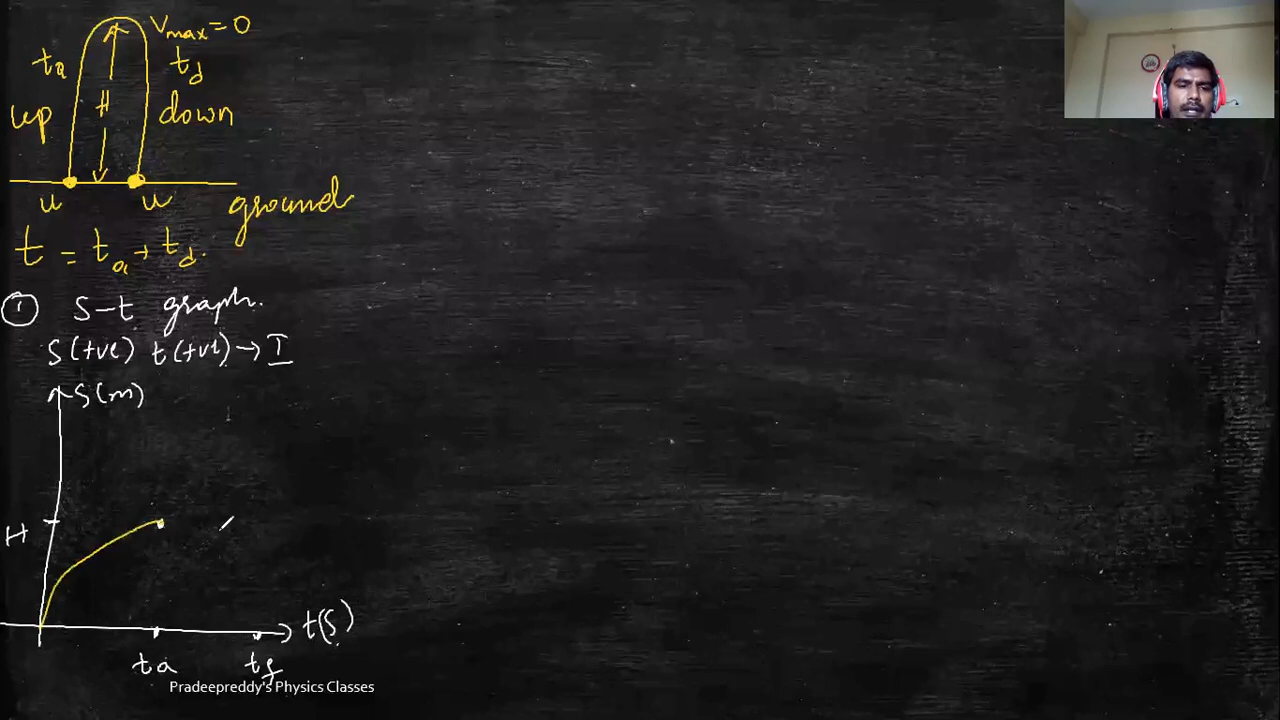 Vmax = 0
ta
td
H
up
down
u
u
ground
t = ta + td.
① S-t graph.
S(+ve) t(+ve) → I
S(m)
H
t(S)
ta
tf
Pradeepreddy's Physics Classes